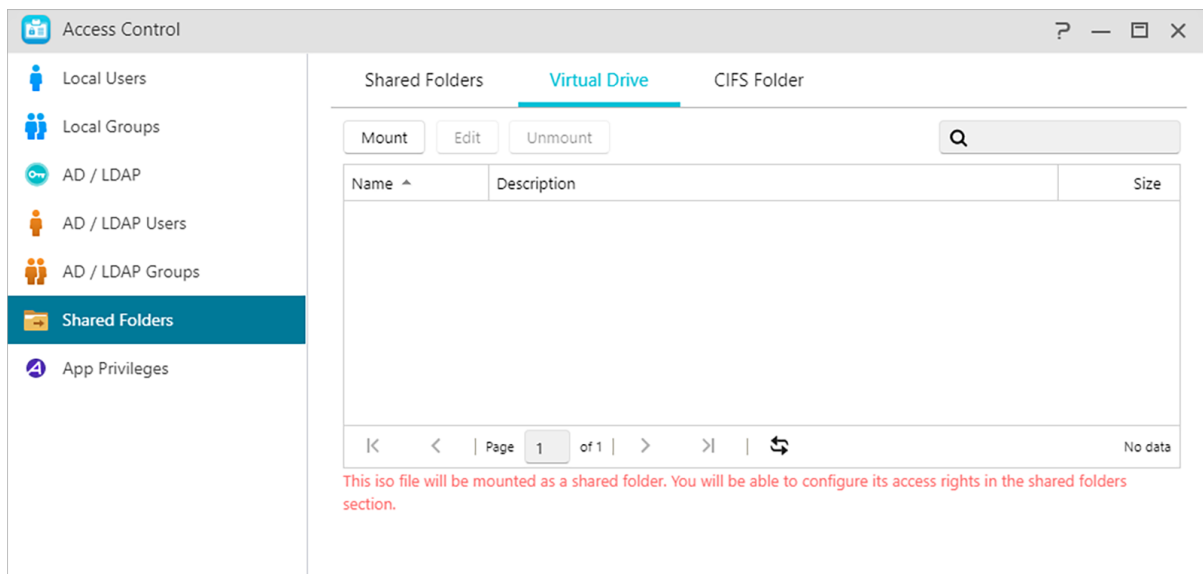 Access Control
Local Users
Local Groups
AD / LDAP
AD / LDAP Users
AD / LDAP Groups
Shared Folders
App Privileges
Shared Folders Virtual Drive CIFS Folder
Mount Edit Unmount
Name Description Size
Page 1 of 1 No data
This iso file will be mounted as a shared folder. You will be able to configure its access rights in the shared folders
section.